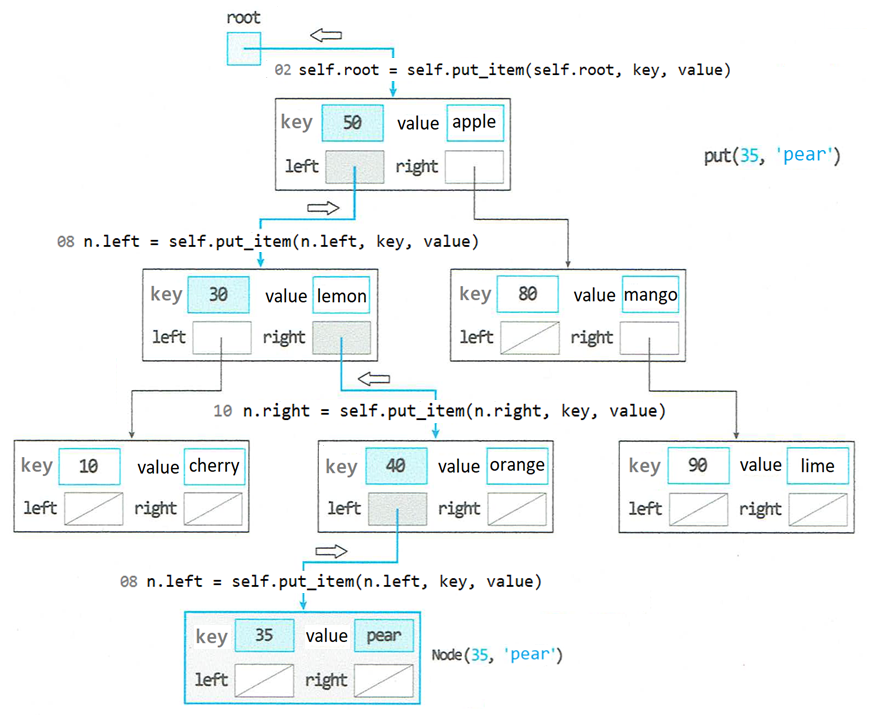 root
02 self.root = self.put_item(self.root, key, value)
key 50 value apple
left right
put(35, 'pear')
08 n.left = self.put_item(n.left, key, value)
key 30 value lemon
left right
key 80 value mango
left right
10 n.right = self.put_item(n.right, key, value)
key 10 value cherry
left right
key 40 value orange
left right
key 90 value lime
left right
08 n.left = self.put_item(n.left, key, value)
key 35 value pear
left right
Node(35, 'pear')